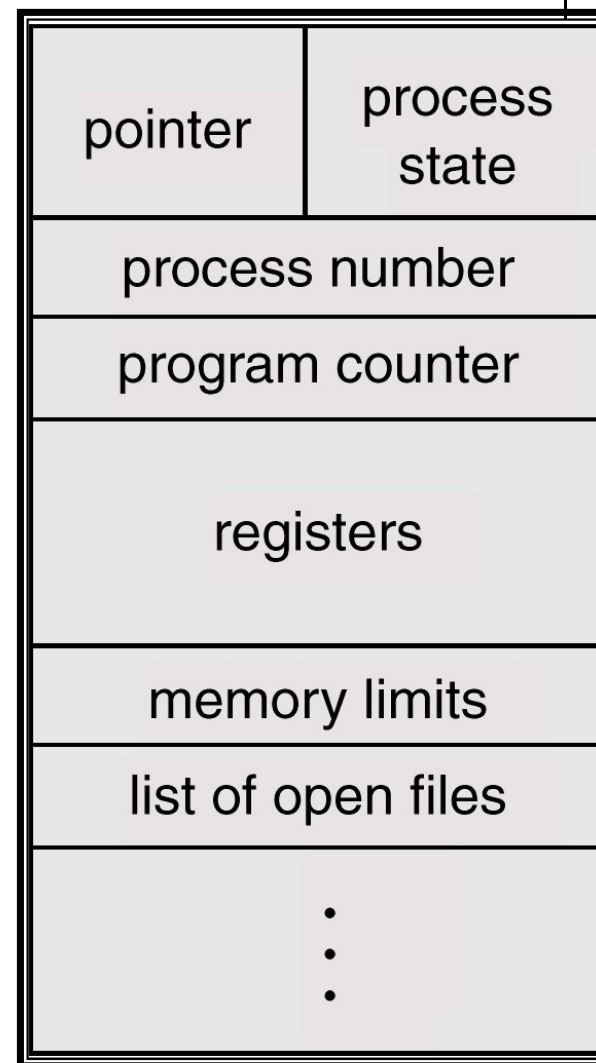 pointer
process
state
process number
program counter
registers
memory limits
list of open files
.
.
.